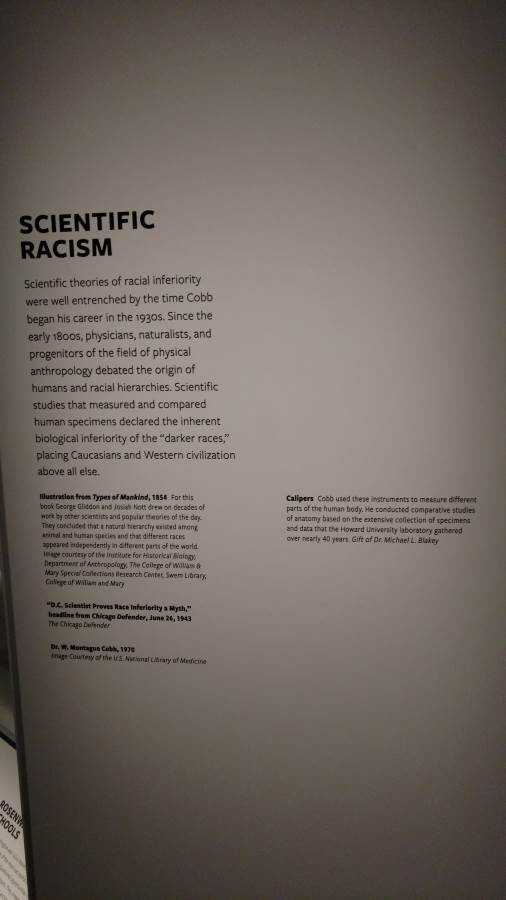 SCIENTIFIC
RACISM
Scientific theories of racial inferiority
were well entrenched by the time Cobb
began his career in the 1930s. Since the
early 1800s, physicians, naturalists, and
progenitors of the field of physical
anthropology debated the origin of
humans and racial hierarchies. Scientific
studies that measured and compared
human specimens declared the inherent
biological inferiority of the “darker races,”
placing Caucasians and Western civilization
above all else.
Illustration from Types of Mankind, 1854 For this
book George Gliddon and Josiah Nott drew on decades of
work by other scientists and popular theories of the day.
They concluded that a natural hierarchy existed among
animal and human species and that different races
appeared independently in different parts of the world.
Image courtesy of the Institute for Historical Biology,
Department of Anthropology, The College of William &
Mary Special Collections Research Center, Swem Library,
College of William and Mary
“D.C. Scientist Proves Race Inferiority a Myth,”
headline from Chicago Defender, June 26, 1943
The Chicago Defender
Dr. W. Montague Cobb, 1970
Image Courtesy of the U.S. National Library of Medicine
Calipers Cobb used these instruments to measure different
parts of the human body. He conducted comparative studies
of anatomy based on the extensive collection of specimens
and data that the Howard University laboratory gathered
over nearly 40 years. Gift of Dr. Michael L. Blakey